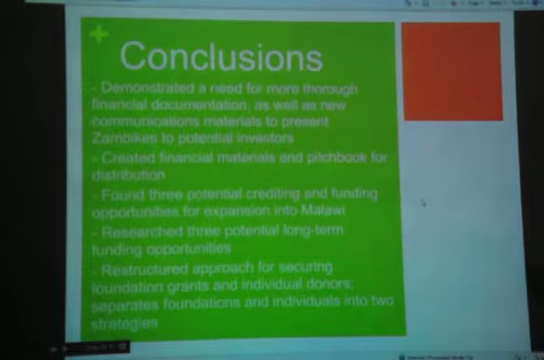 +
Conclusions
- Demonstrated a need for more thorough
financial documentation, as well as new
communications materials to present
Zambikes to potential investors
- Created financial materials and pitchbook for
distribution
- Found three potential crediting and funding
opportunities for expansion into Malawi
- Researched three potential long-term
funding opportunities
- Restructured approach for securing
foundation grants and individual donors;
separates foundations and individuals into two
strategies